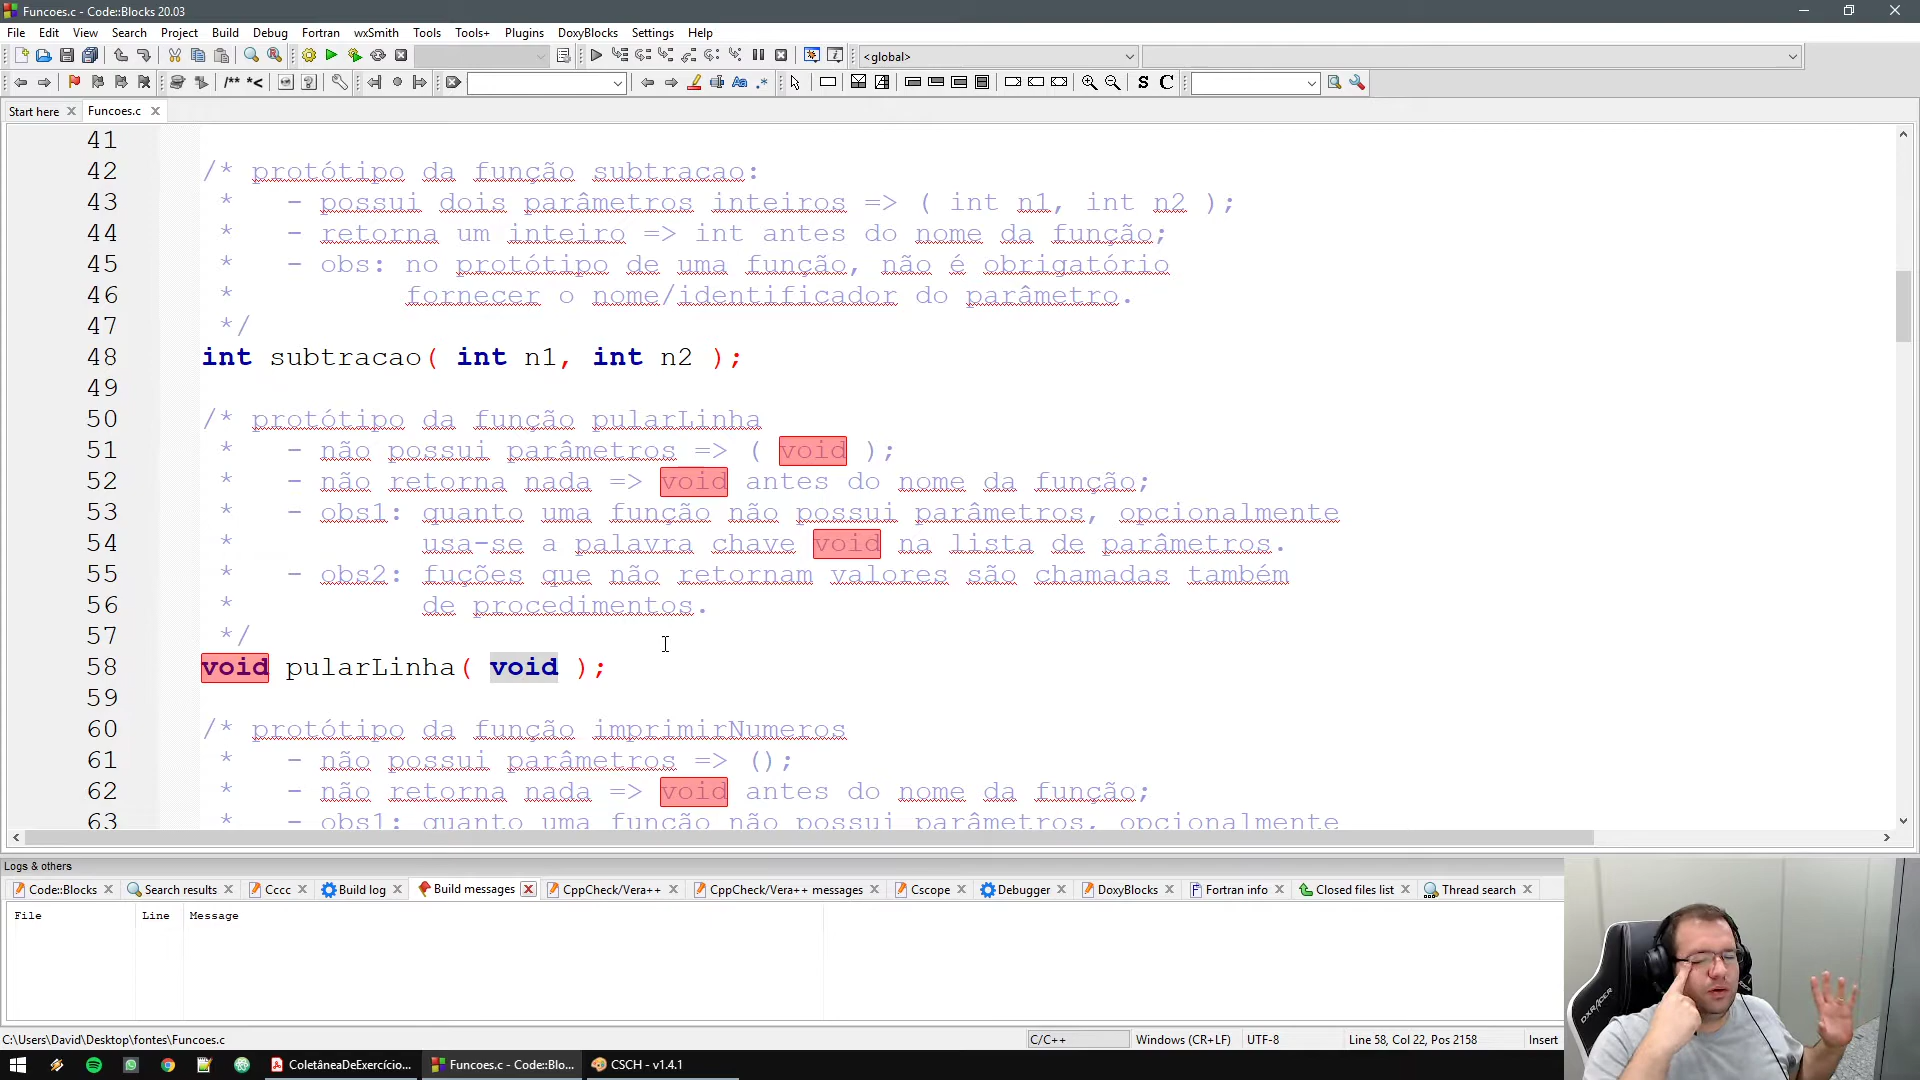 Funcoes.c - Code::Blocks 20.03
File Edit View Search Project Build Debug Fortran wxSmith Tools Tools+ Plugins DoxyBlocks Settings Help
<global>
/** *<
Aa .* S C
Start here Funcoes.c
41
42 /* protótipo da função subtracao:
43 * - possui dois parâmetros inteiros => ( int n1, int n2 );
44 * - retorna um inteiro => int antes do nome da função;
45 * - obs: no protótipo de uma função, não é obrigatório
46 * fornecer o nome/identificador do parâmetro.
47 */
48 int subtracao( int n1, int n2 );
49
50 /* protótipo da função pularLinha
51 * - não possui parâmetros => ( void );
52 * - não retorna nada => void antes do nome da função;
53 * - obs1: quanto uma função não possui parâmetros, opcionalmente
54 * usa-se a palavra chave void na lista de parâmetros.
55 * - obs2: fuções que não retornam valores são chamadas também
56 * de procedimentos.
57 */
58 void pularLinha( void );
59
60 /* protótipo da função imprimirNumeros
61 * - não possui parâmetros => ();
62 * - não retorna nada => void antes do nome da função;
63 * - obs1: quanto uma função não possui parâmetros, opcionalmente
Logs & others
Code::Blocks Search results Cccc Build log Build messages CppCheck/Vera++ CppCheck/Vera++ messages Cscope Debugger DoxyBlocks Fortran info Closed files list Thread search
File Line Message
DXRACER
C:\Users\David\Desktop\fontes\Funcoes.c C/C++ Windows (CR+LF) UTF-8 Line 58, Col 22, Pos 2158 Insert
ColetâneaDeExercício... Funcoes.c - Code::Blo... CSCH - v1.4.1